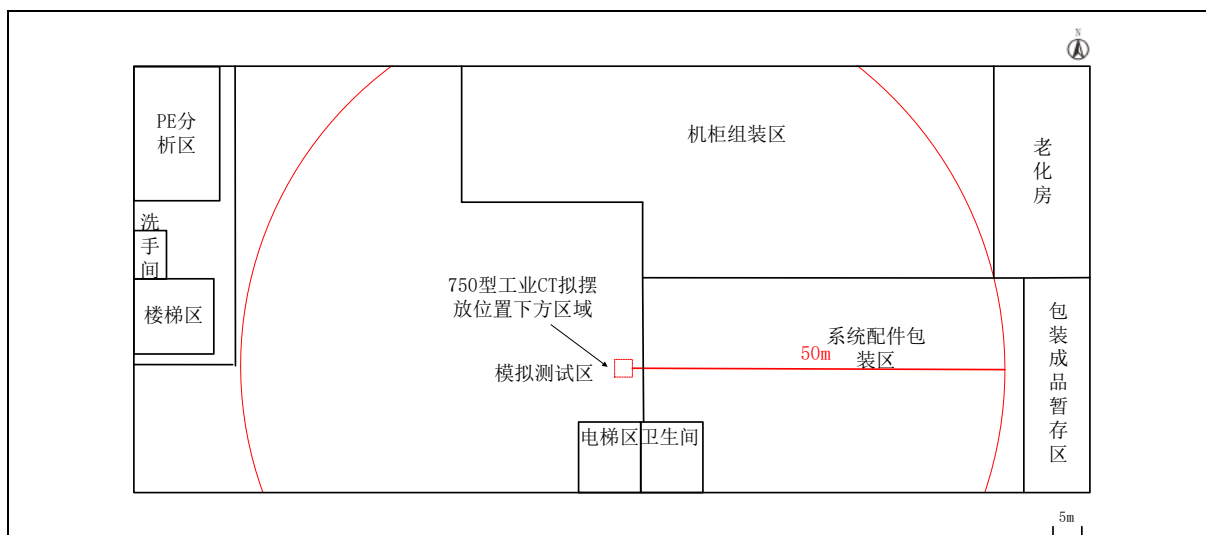 N
PE分
析区
机柜组装区
老
化
房
洗
手
间
750型工业CT拟摆
放位置下方区域
楼梯区
包
装
成
品
暂
存
区
系统配件包
装区
50m
模拟测试区
电梯区
卫生间
5m